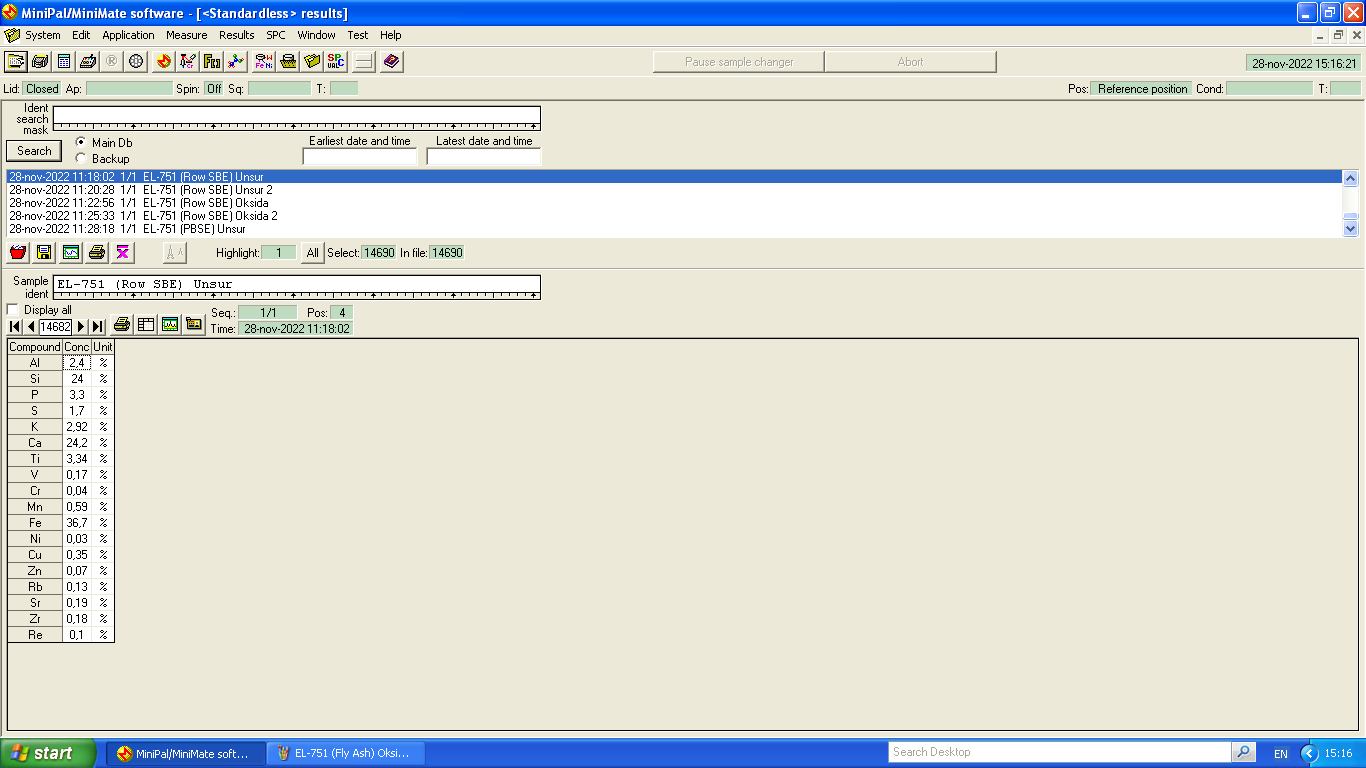 MiniPal/MiniMate software - [<Standardless> results]
System Edit Application Measure Results SPC Window Test Help
Pause sample changer Abort 28-nov-2022 15:16:21
Lid: Closed Ap: Spin: Off Sq: T: Pos: Reference position Cond: T:
Ident search mask
Search Main Db Backup
Earliest date and time Latest date and time
28-nov-2022 11:18:02 1/1 EL-751 (Row SBE) Unsur
28-nov-2022 11:20:28 1/1 EL-751 (Row SBE) Unsur 2
28-nov-2022 11:22:56 1/1 EL-751 (Row SBE) Oksida
28-nov-2022 11:25:33 1/1 EL-751 (Row SBE) Oksida 2
28-nov-2022 11:28:18 1/1 EL-751 (PBSE) Unsur
Highlight: 1 All Select: 14690 In file: 14690
Sample ident EL-751 (Row SBE) Unsur
Display all Seq.: 1/1 Pos: 4
14682 Time: 28-nov-2022 11:18:02
Compound Conc Unit
Al 2,4 %
Si 24 %
P 3,3 %
S 1,7 %
K 2,92 %
Ca 24,2 %
Ti 3,34 %
V 0,17 %
Cr 0,04 %
Mn 0,59 %
Fe 36,7 %
Ni 0,03 %
Cu 0,35 %
Zn 0,07 %
Rb 0,13 %
Sr 0,19 %
Zr 0,18 %
Re 0,1 %
start MiniPal/MiniMate soft... EL-751 (Fly Ash) Oksi... Search Desktop EN 15:16